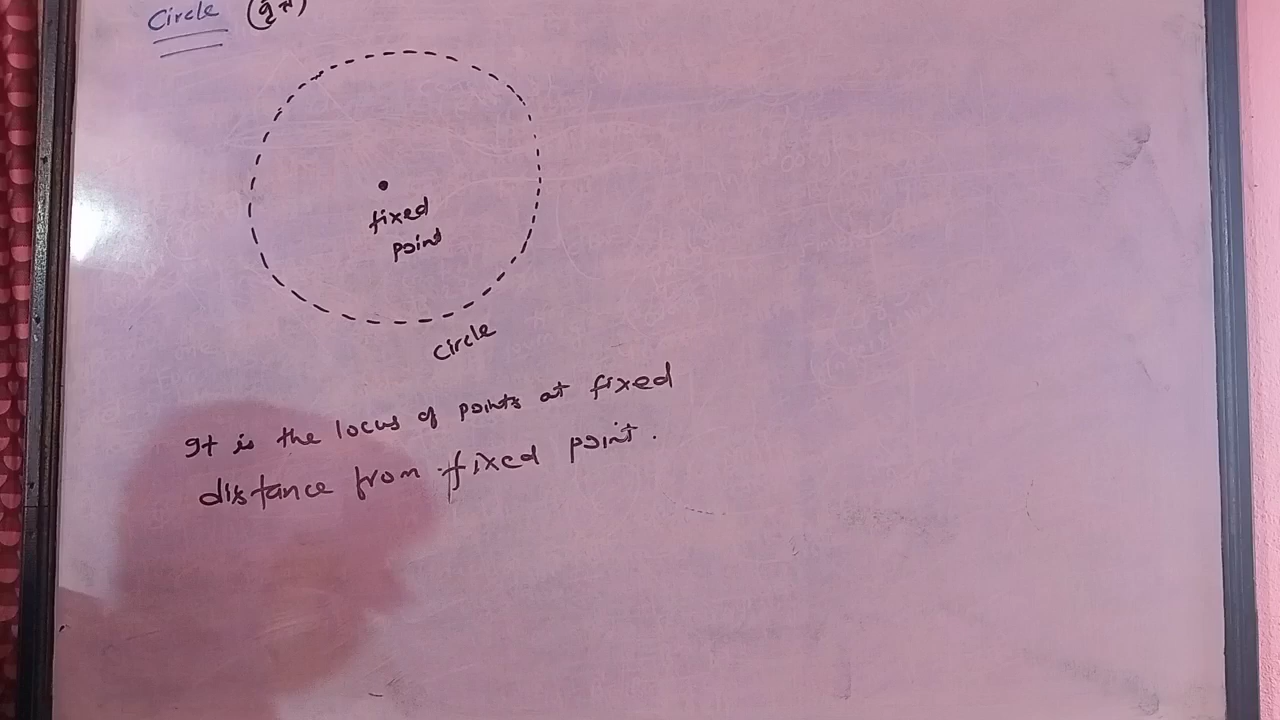 Circle (वृत्त)
fixed
point
Circle
It is the locus of points at fixed
distance from fixed point.